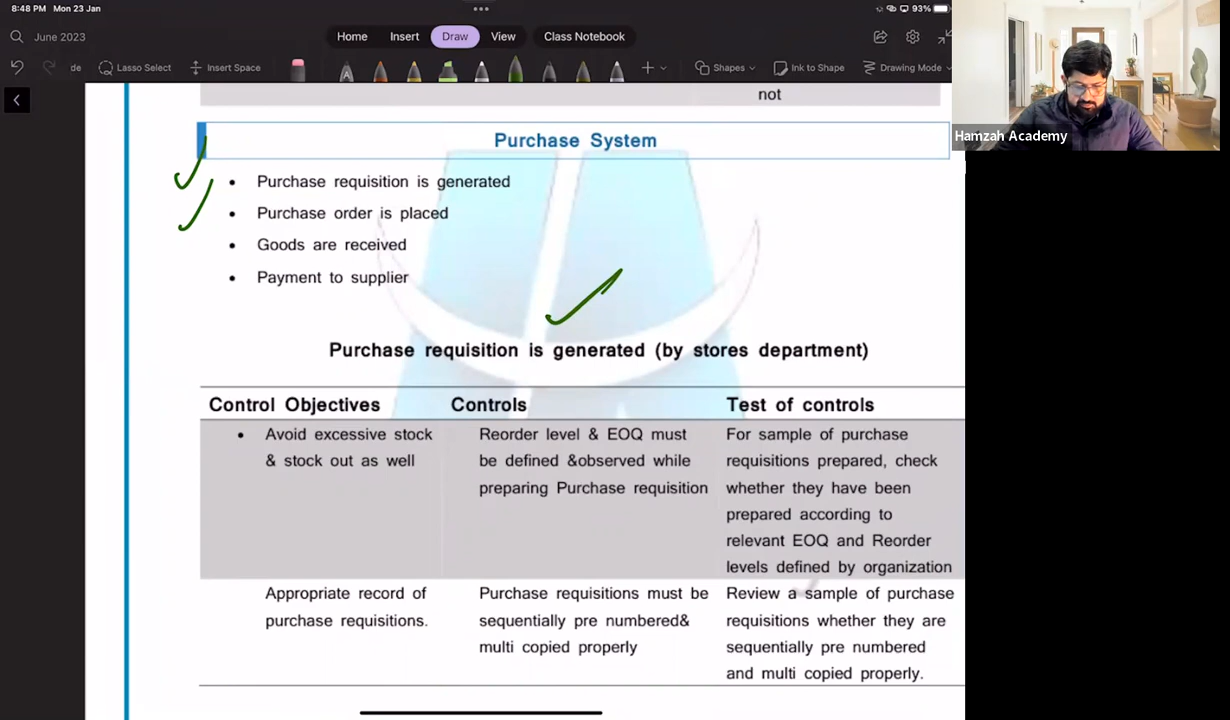 8:48 PM Mon 23 Jan
93%
June 2023
Home Insert Draw View Class Notebook
de Lasso Select Insert Space A Shapes Ink to Shape Drawing Mode
not
Hamzah Academy
Purchase System
• Purchase requisition is generated
• Purchase order is placed
• Goods are received
• Payment to supplier
Purchase requisition is generated (by stores department)
Control Objectives Controls Test of controls
• Avoid excessive stock Reorder level & EOQ must For sample of purchase
& stock out as well be defined &observed while requisitions prepared, check
preparing Purchase requisition whether they have been
prepared according to
relevant EOQ and Reorder
levels defined by organization
Appropriate record of Purchase requisitions must be Review a sample of purchase
purchase requisitions. sequentially pre numbered& requisitions whether they are
multi copied properly sequentially pre numbered
and multi copied properly.